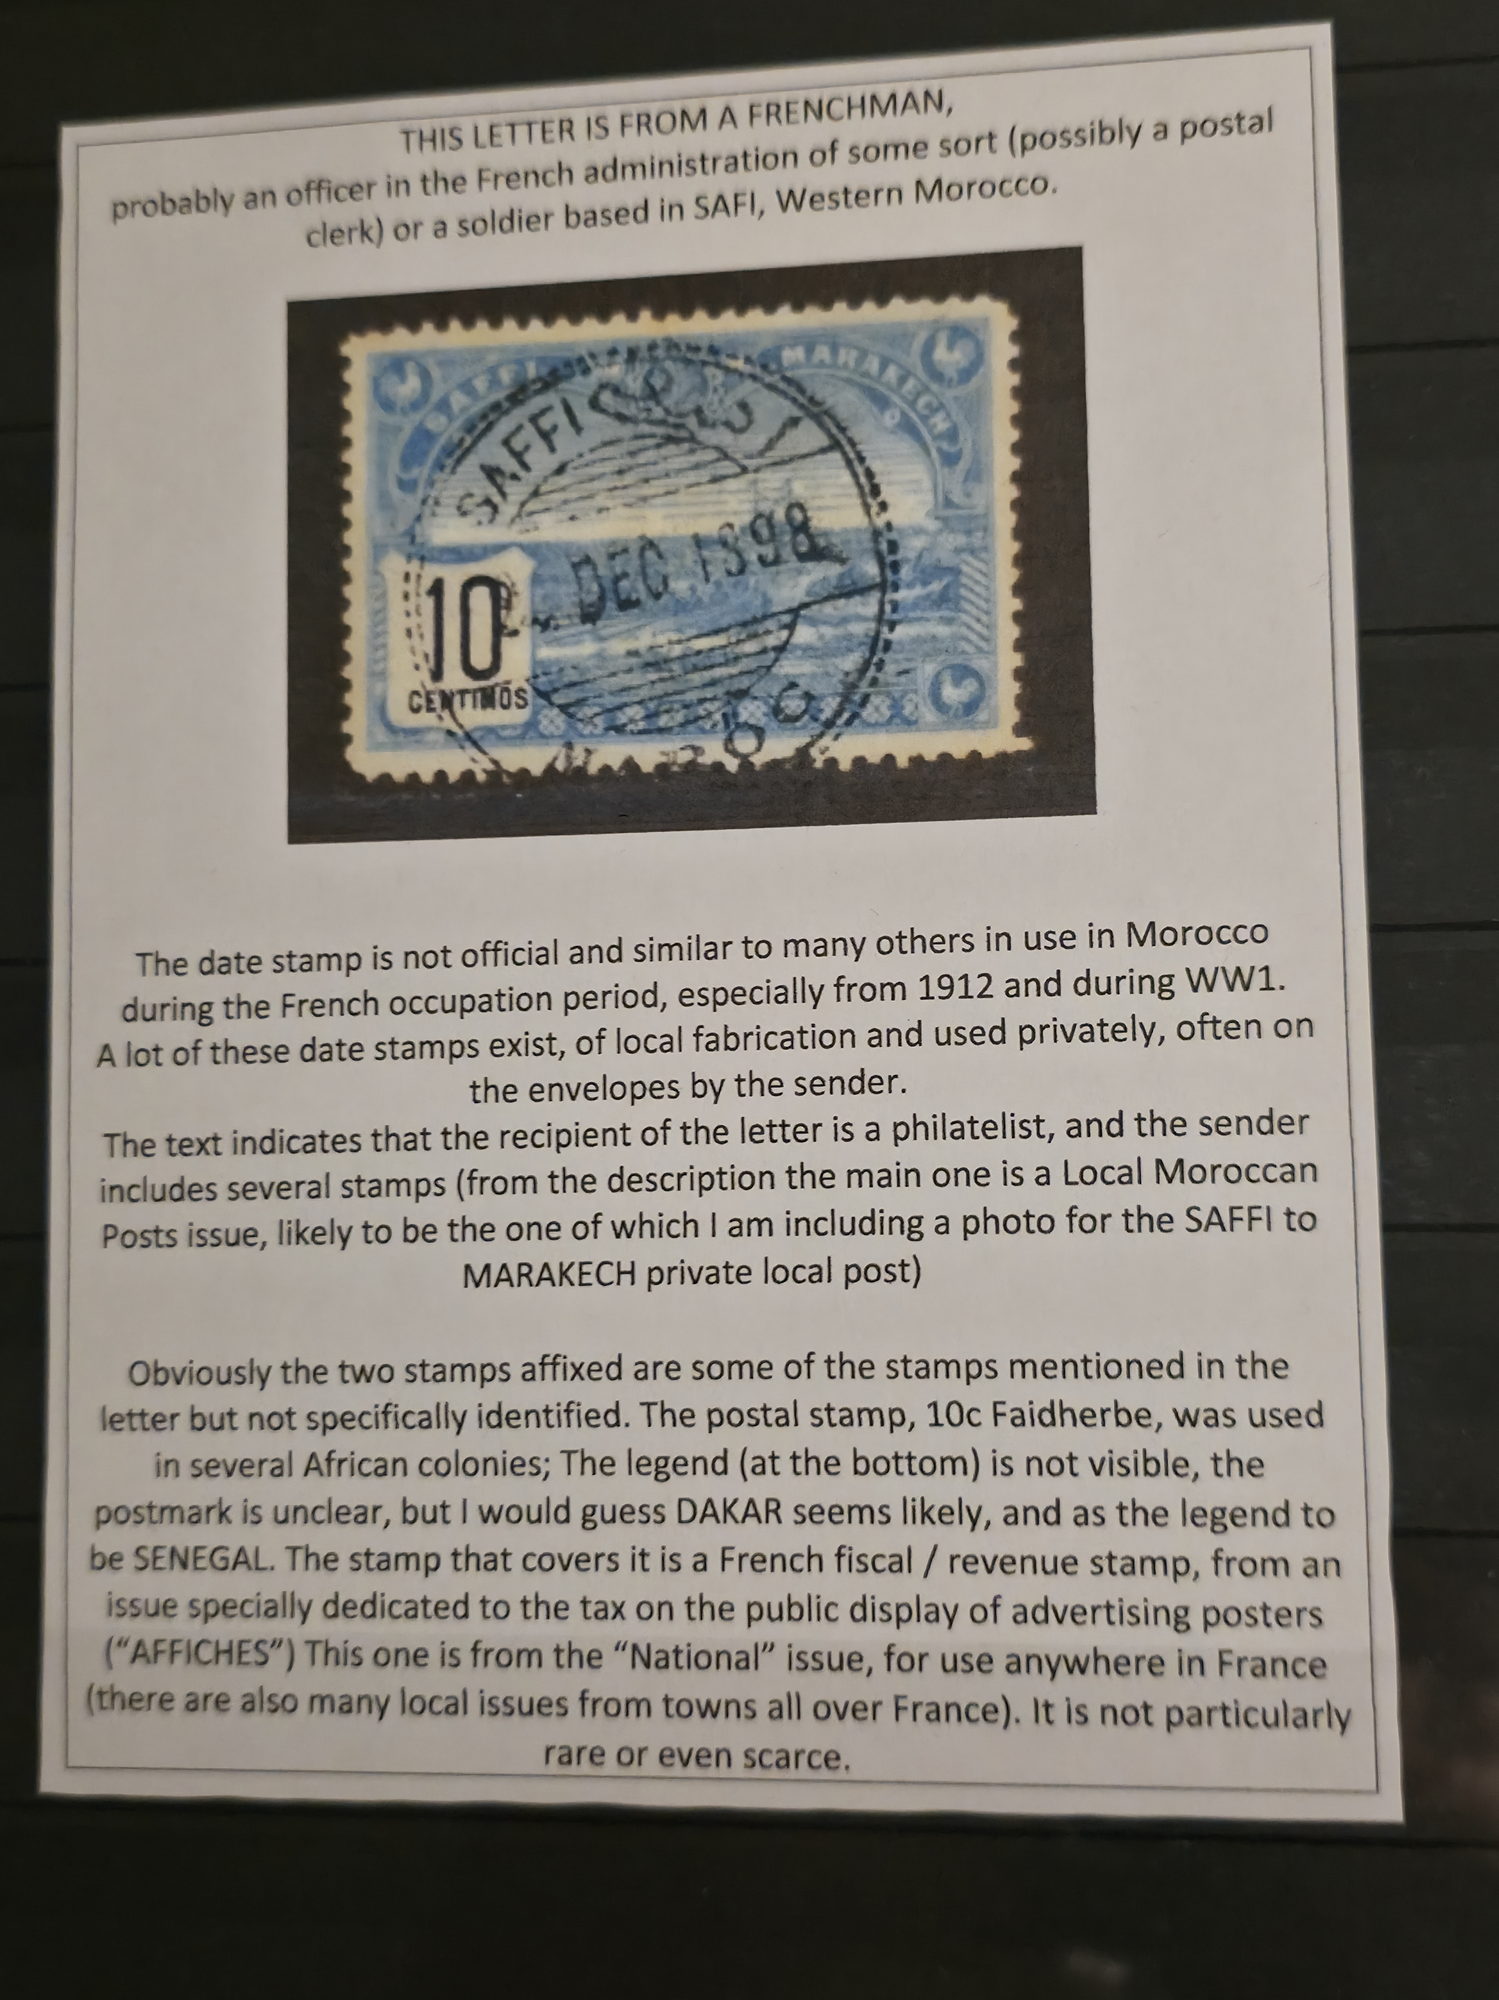 THIS LETTER IS FROM A FRENCHMAN,
probably an officer in the French administration of some sort (possibly a postal
clerk) or a soldier based in SAFI, Western Morocco.
SAFFI MARAKECH
SAFFI
DEC 1898
10
CENTIMOS
The date stamp is not official and similar to many others in use in Morocco
during the French occupation period, especially from 1912 and during WW1.
A lot of these date stamps exist, of local fabrication and used privately, often on
the envelopes by the sender.
The text indicates that the recipient of the letter is a philatelist, and the sender
includes several stamps (from the description the main one is a Local Moroccan
Posts issue, likely to be the one of which I am including a photo for the SAFFI to
MARAKECH private local post)
Obviously the two stamps affixed are some of the stamps mentioned in the
letter but not specifically identified. The postal stamp, 10c Faidherbe, was used
in several African colonies; The legend (at the bottom) is not visible, the
postmark is unclear, but I would guess DAKAR seems likely, and as the legend to
be SENEGAL. The stamp that covers it is a French fiscal / revenue stamp, from an
issue specially dedicated to the tax on the public display of advertising posters
(“AFFICHES”) This one is from the “National” issue, for use anywhere in France
(there are also many local issues from towns all over France). It is not particularly
rare or even scarce.